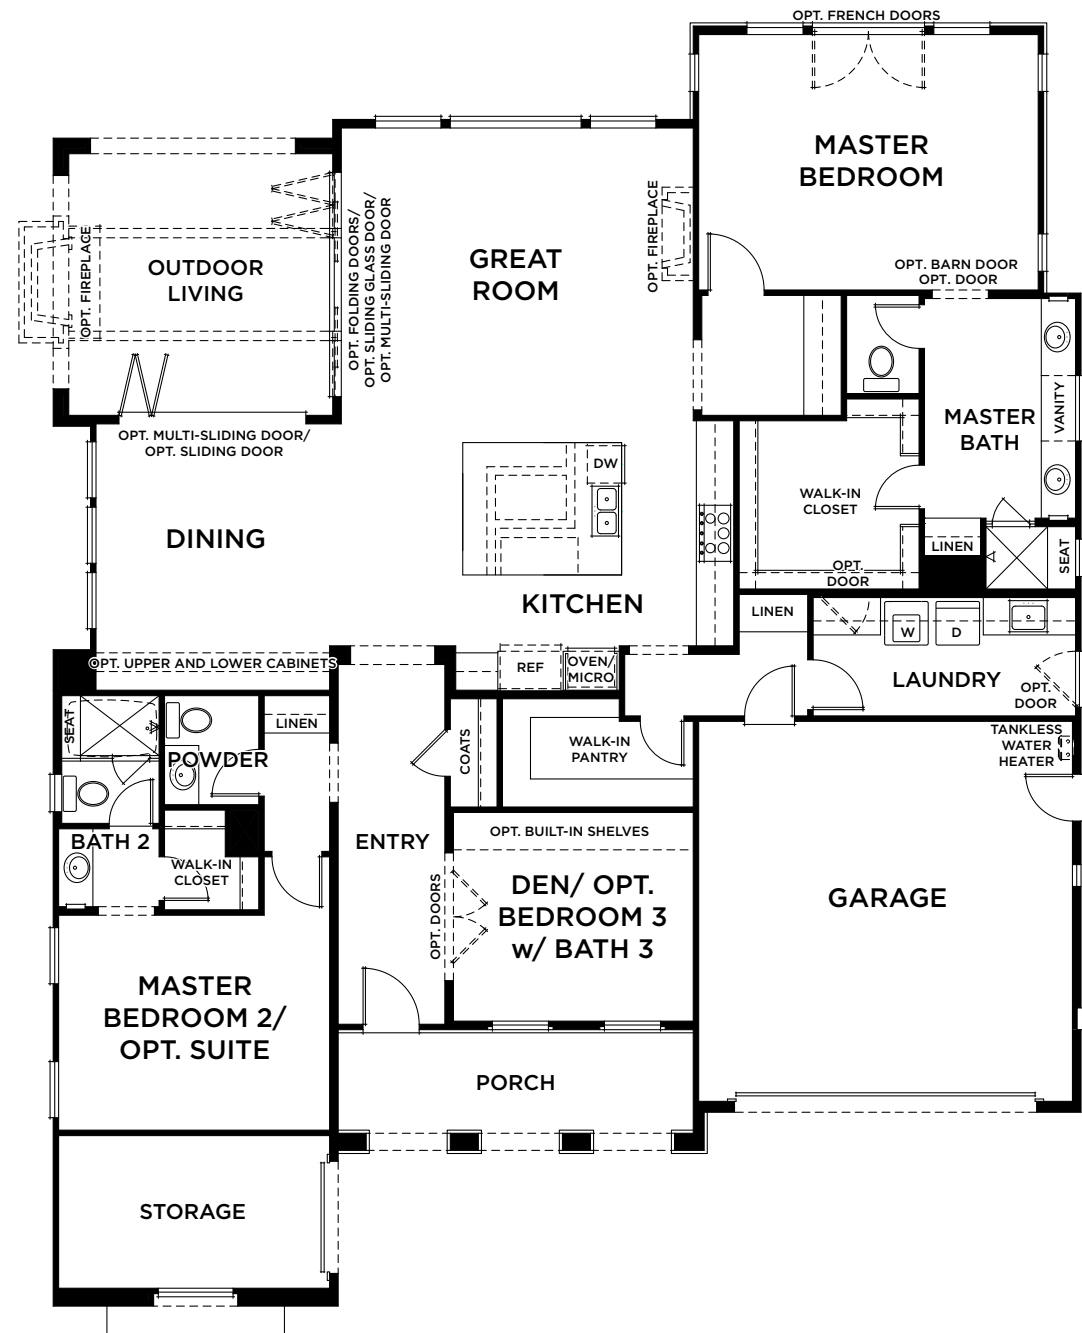 OPT. FRENCH DOORS
MASTER
BEDROOM
OPT. FIREPLACE
OPT. FOLDING DOORS/
OPT. SLIDING GLASS DOOR/
OPT. MULTI-SLIDING DOOR
OPT. FIREPLACE
OUTDOOR
LIVING
GREAT
ROOM
OPT. BARN DOOR
OPT. DOOR
OPT. MULTI-SLIDING DOOR/
OPT. SLIDING DOOR
MASTER
BATH
VANITY
DW
WALK-IN
CLOSET
DINING
LINEN
SEAT
OPT.
DOOR
KITCHEN
LINEN
W
D
OPT. UPPER AND LOWER CABINETS
REF
OVEN/
MICRO
LAUNDRY
OPT.
DOOR
SEAT
LINEN
COATS
WALK-IN
PANTRY
TANKLESS
WATER
HEATER
POWDER
BATH 2
ENTRY
OPT. BUILT-IN SHELVES
WALK-IN
CLOSET
OPT. DOORS
DEN/ OPT.
BEDROOM 3
w/ BATH 3
GARAGE
MASTER
BEDROOM 2/
OPT. SUITE
PORCH
STORAGE